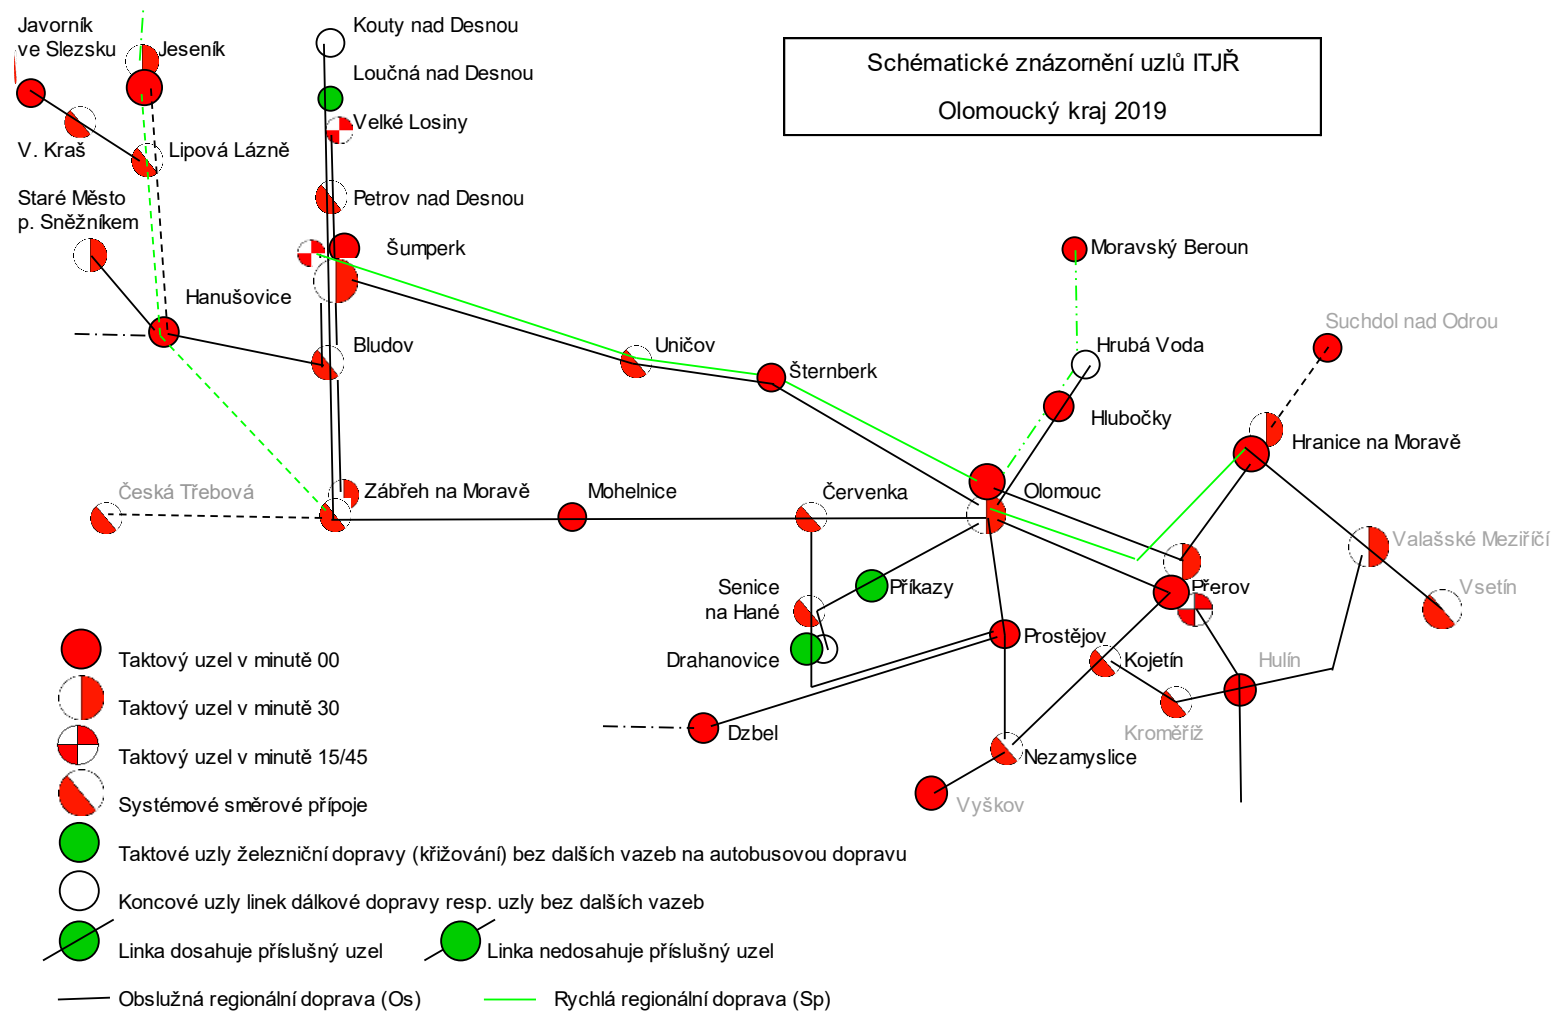 Schématické znázornění uzlů ITJŘ
Olomoucký kraj 2019
Javorník
ve Slezsku
Jeseník
Kouty nad Desnou
Loučná nad Desnou
Velké Losiny
V. Kraš
Lipová Lázně
Staré Město
p. Sněžníkem
Petrov nad Desnou
Šumperk
Moravský Beroun
Hanušovice
Suchdol nad Odrou
Bludov
Uničov
Hrubá Voda
Šternberk
Hlubočky
Hranice na Moravě
Česká Třebová
Zábřeh na Moravě
Mohelnice
Červenka
Olomouc
Valašské Meziříčí
Senice
na Hané
Příkazy
Přerov
Vsetín
Prostějov
Drahanovice
Kojetín
Hulín
Dzbel
Kroměříž
Nezamyslice
Vyškov
Taktový uzel v minutě 00
Taktový uzel v minutě 30
Taktový uzel v minutě 15/45
Systémové směrové přípoje
Taktové uzly železniční dopravy (křižování) bez dalších vazeb na autobusovou dopravu
Koncové uzly linek dálkové dopravy resp. uzly bez dalších vazeb
Linka dosahuje příslušný uzel
Linka nedosahuje příslušný uzel
Obslužná regionální doprava (Os)
Rychlá regionální doprava (Sp)